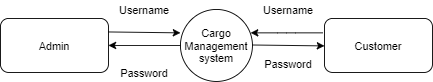 Username
Username
Admin
Cargo
Management
system
Customer
Password
Password